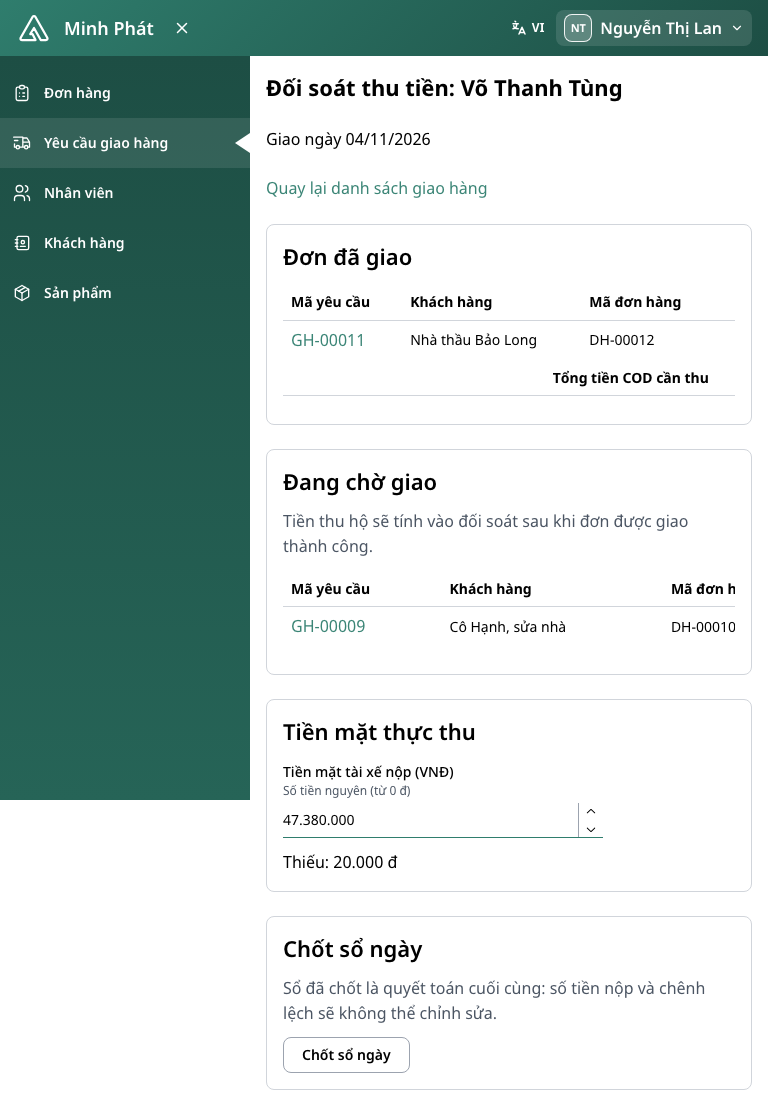 Minh Phát
VI
NT Nguyễn Thị Lan
Đơn hàng
Yêu cầu giao hàng
Nhân viên
Khách hàng
Sản phẩm
Đối soát thu tiền: Võ Thanh Tùng
Giao ngày 04/11/2026
Quay lại danh sách giao hàng
Đơn đã giao
Mã yêu cầu Khách hàng Mã đơn hàng
GH-00011 Nhà thầu Bảo Long DH-00012
Tổng tiền COD cần thu
Đang chờ giao
Tiền thu hộ sẽ tính vào đối soát sau khi đơn được giao
thành công.
Mã yêu cầu Khách hàng Mã đơn h
GH-00009 Cô Hạnh, sửa nhà DH-00010
Tiền mặt thực thu
Tiền mặt tài xế nộp (VNĐ)
Số tiền nguyên (từ 0 đ)
47.380.000
Thiếu: 20.000 đ
Chốt sổ ngày
Sổ đã chốt là quyết toán cuối cùng: số tiền nộp và chênh
lệch sẽ không thể chỉnh sửa.
Chốt sổ ngày